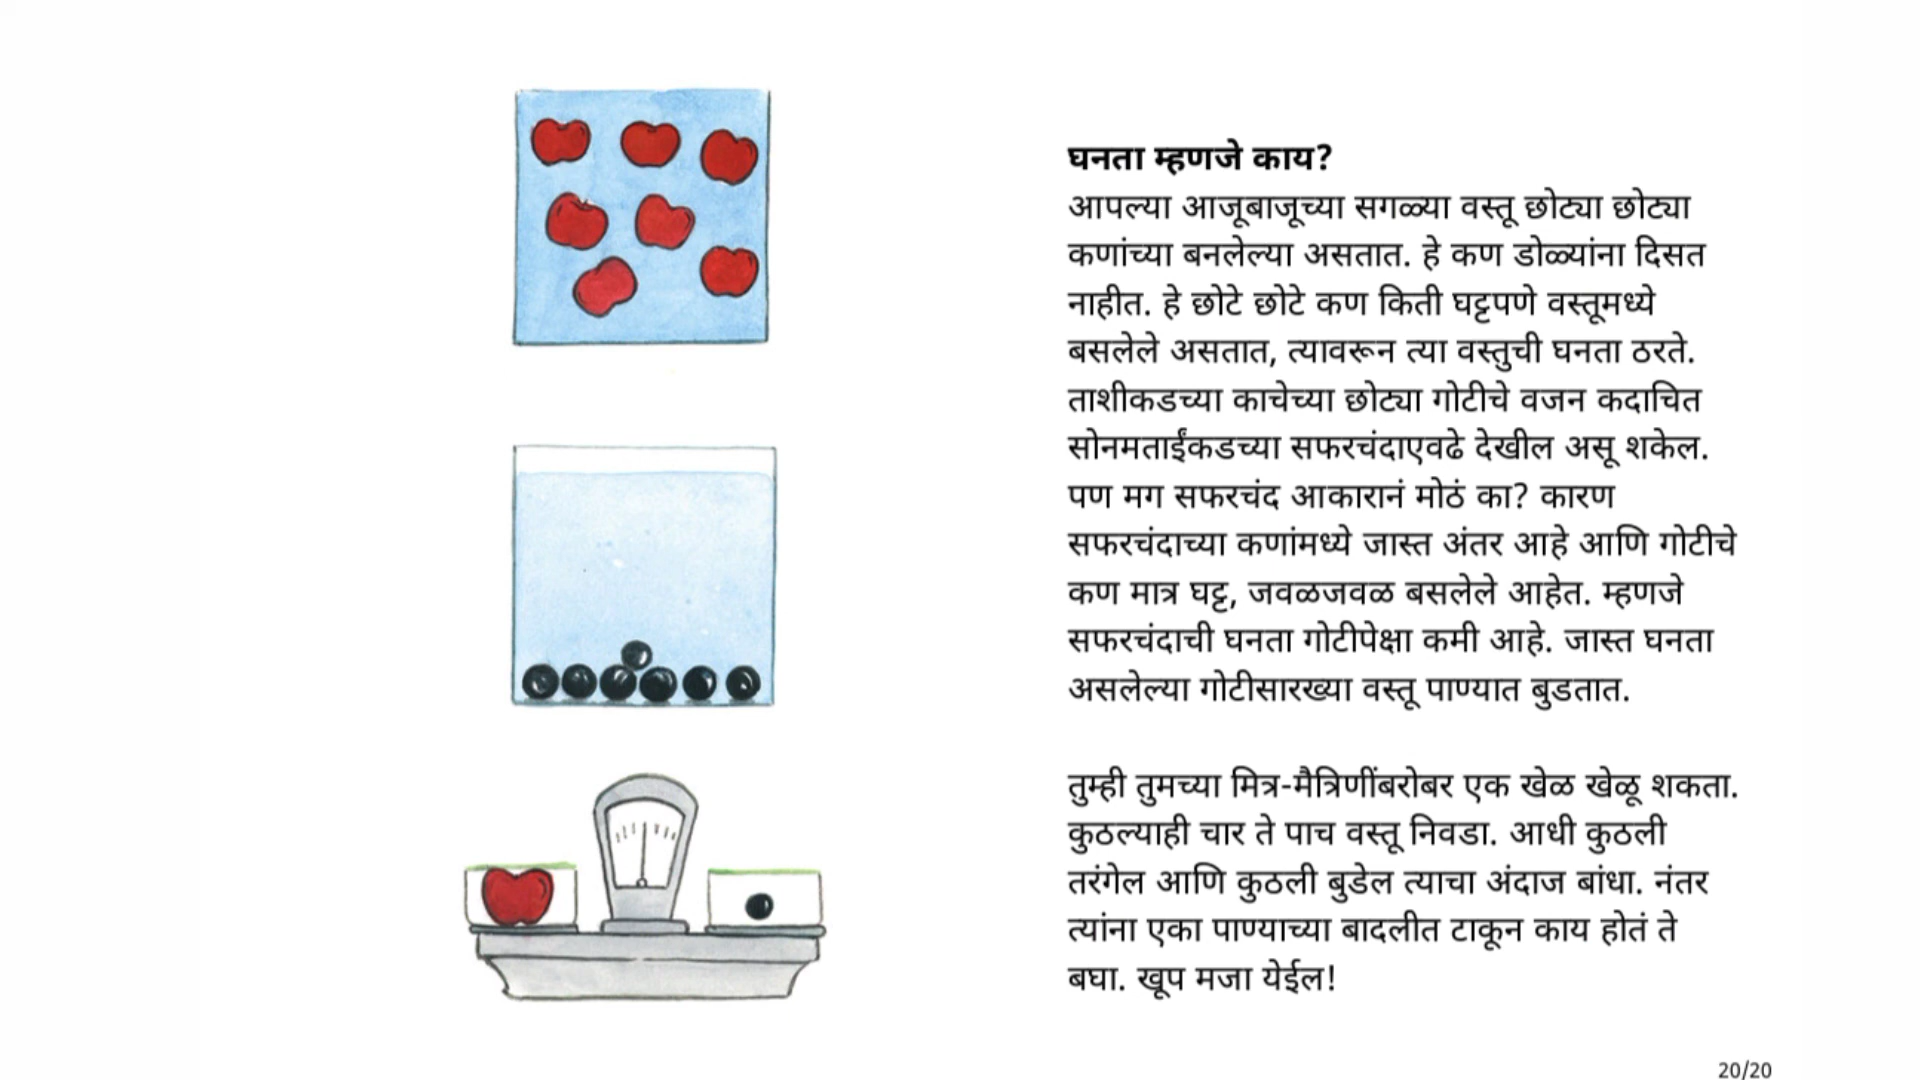 घनता म्हणजे काय?
आपल्या आजूबाजूच्या सगळ्या वस्तू छोट्या छोट्या
कणांच्या बनलेल्या असतात. हे कण डोळ्यांना दिसत
नाहीत. हे छोटे छोटे कण किती घट्टपणे वस्तूमध्ये
बसलेले असतात, त्यावरून त्या वस्तुची घनता ठरते.
ताशीकडच्या काचेच्या छोट्या गोटीचे वजन कदाचित
सोनमताईंकडच्या सफरचंदाएवढे देखील असू शकेल.
पण मग सफरचंद आकारानं मोठं का? कारण
सफरचंदाच्या कणांमध्ये जास्त अंतर आहे आणि गोटीचे
कण मात्र घट्ट, जवळजवळ बसलेले आहेत. म्हणजे
सफरचंदाची घनता गोटीपेक्षा कमी आहे. जास्त घनता
असलेल्या गोटीसारख्या वस्तू पाण्यात बुडतात.
तुम्ही तुमच्या मित्र-मैत्रिणींबरोबर एक खेळ खेळू शकता.
कुठल्याही चार ते पाच वस्तू निवडा. आधी कुठली
तरंगेल आणि कुठली बुडेल त्याचा अंदाज बांधा. नंतर
त्यांना एका पाण्याच्या बादलीत टाकून काय होतं ते
बघा. खूप मजा येईल!
20/20